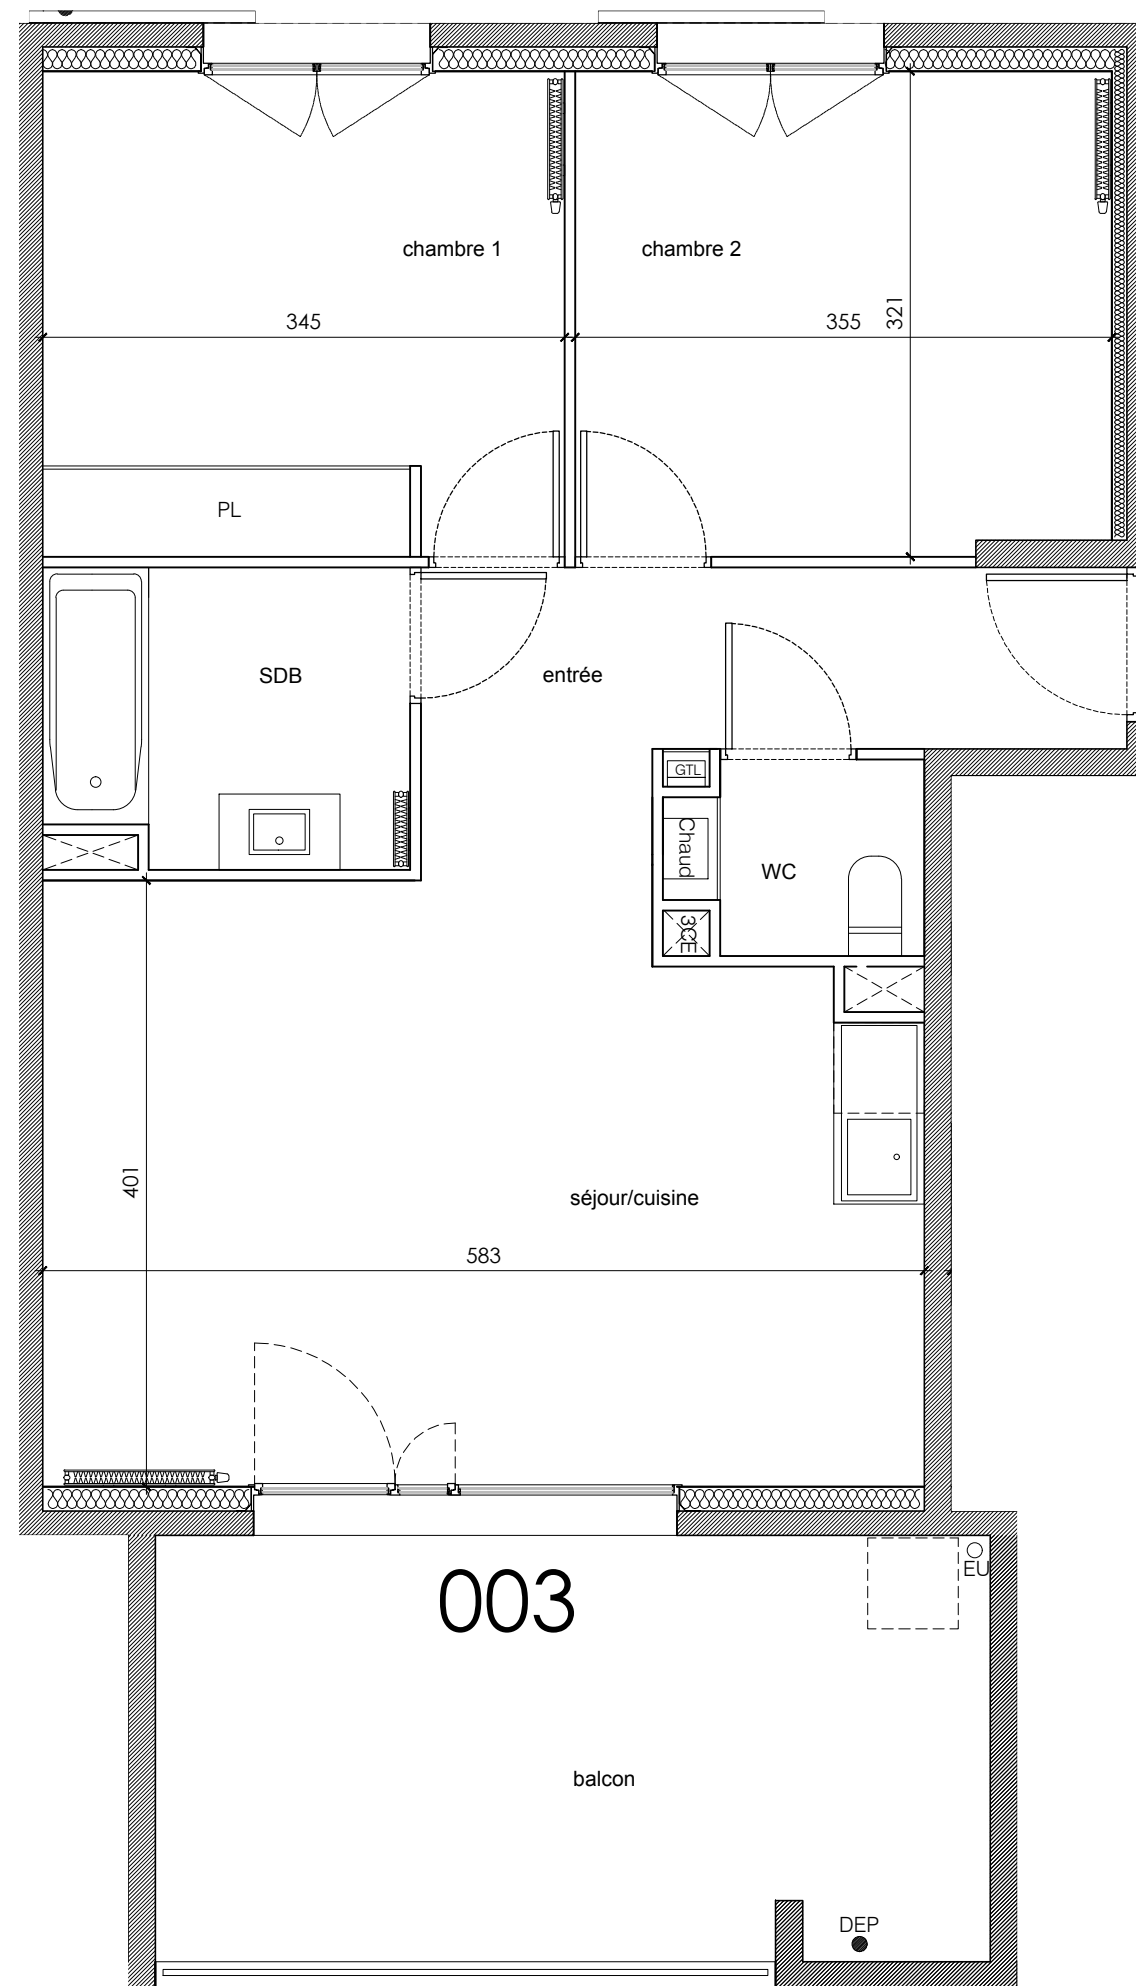 chambre 1
chambre 2
345
355
321
PL
SDB
entrée
GTL
Chaud
WC
3CE
401
séjour/cuisine
583
003
EU
balcon
DEP